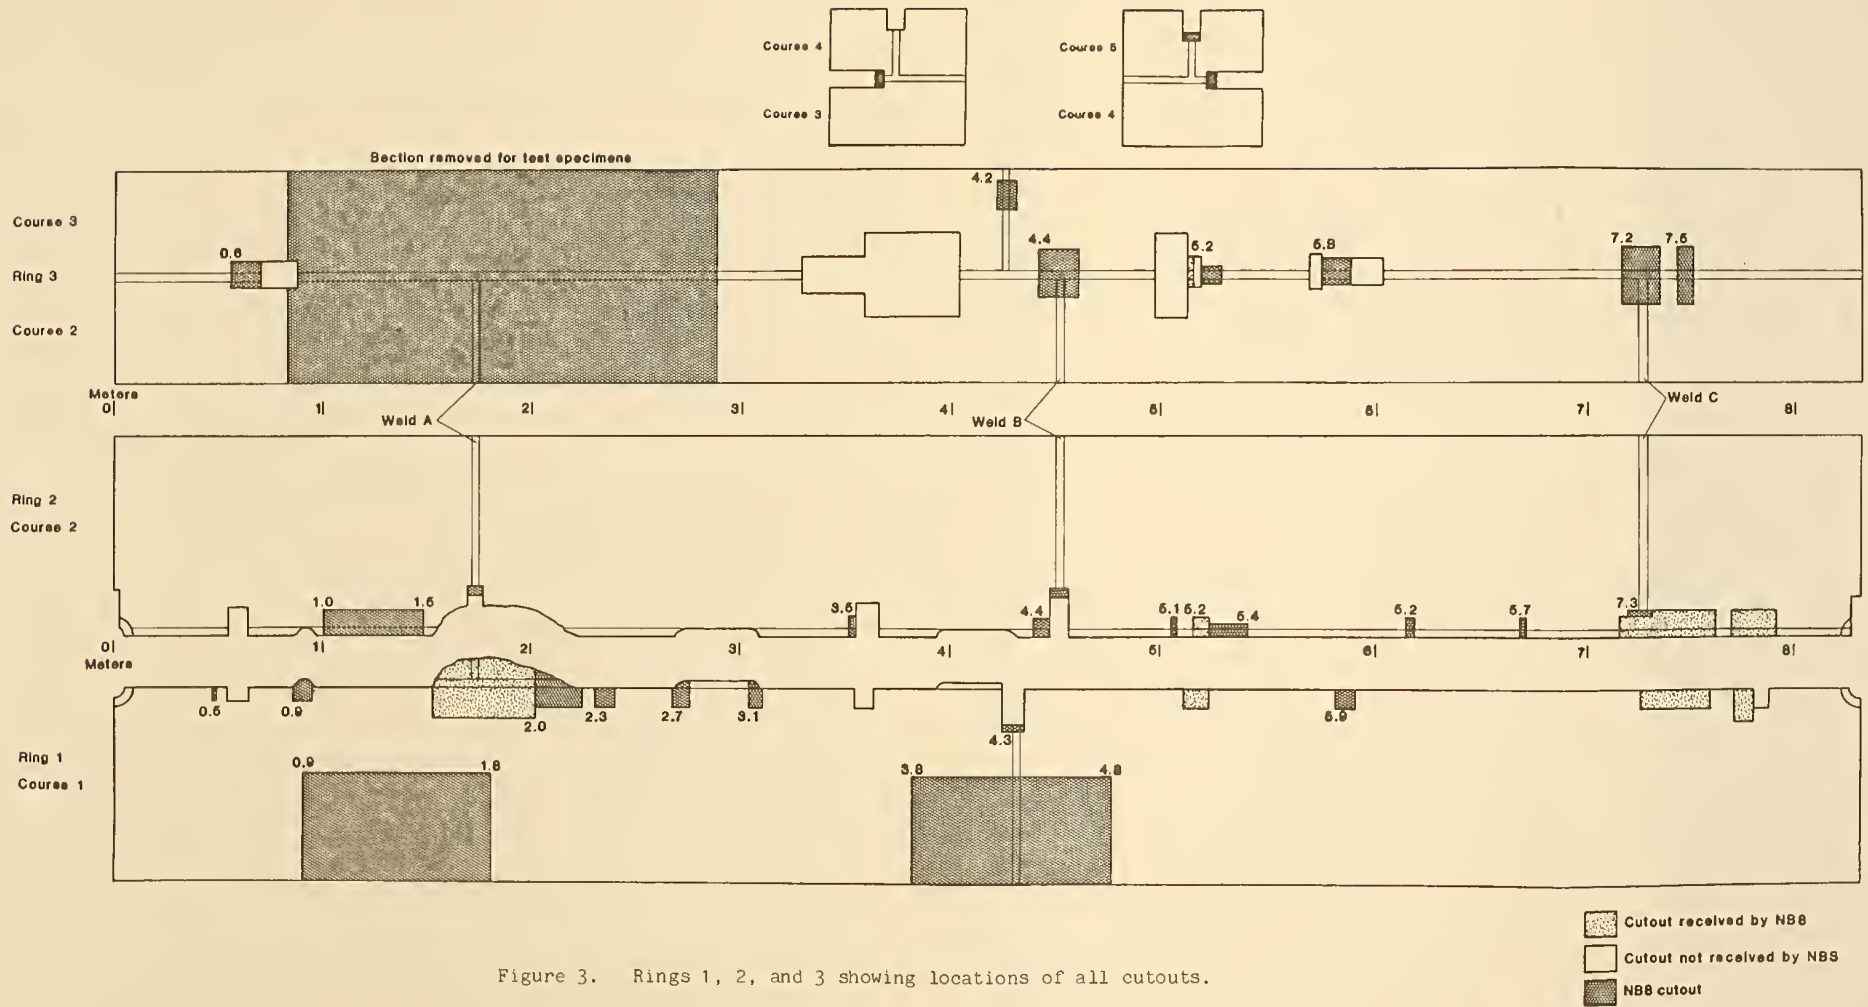 Course 4
Course 3
Course 5
Course 4
Section removed for test specimens
Course 3
Ring 3
Course 2
0.6
4.2
4.4
5.2
5.8
7.2
7.5
Meters
0| 1| 2| 3| 4| 5| 6| 7| 8|
Weld A
Weld B
Weld C
Ring 2
Course 2
1.0
1.5
3.5
4.4
5.1
5.2
5.4
6.2
6.7
7.3
0| 1| 2| 3| 4| 5| 6| 7| 8|
Meters
0.5
0.9
2.0
2.3
2.7
3.1
4.3
5.9
Ring 1
Course 1
0.9
1.8
3.8
4.8
Cutout received by NBS
Cutout not received by NBS
NBS cutout
Figure 3. Rings 1, 2, and 3 showing locations of all cutouts.